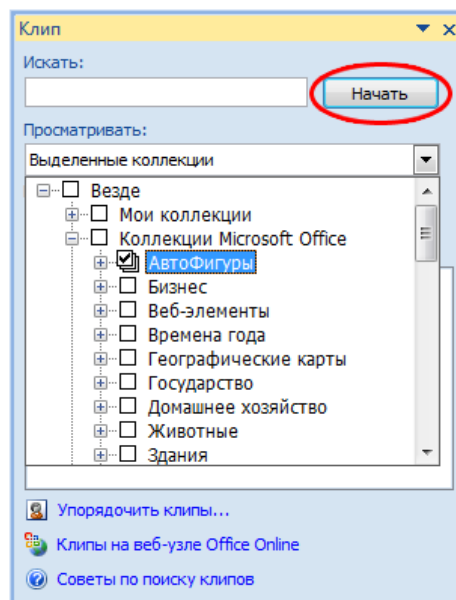 Клип
Искать:
Начать
Просматривать:
Выделенные коллекции
Везде
Мои коллекции
Коллекции Microsoft Office
АвтоФигуры
Бизнес
Веб-элементы
Времена года
Географические карты
Государство
Домашнее хозяйство
Животные
Здания
Упорядочить клипы...
Клипы на веб-узле Office Online
Советы по поиску клипов